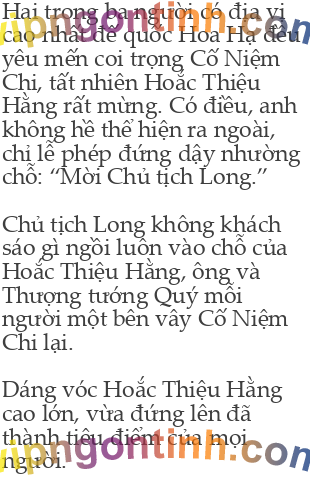 Hai trong ba người có địa vị
cao nhất đế quốc Hoa Hạ đều
yêu mến coi trọng Cố Niệm
Chi, tất nhiên Hoắc Thiệu
Hằng rất mừng. Có điều, anh
không hề thể hiện ra ngoài,
chỉ lễ phép đứng dậy nhường
chỗ: “Mời Chủ tịch Long.”
Chủ tịch Long không khách
sáo gì ngồi luôn vào chỗ của
Hoắc Thiệu Hằng, ông và
Thượng tướng Quý mỗi
người một bên vây Cố Niệm
Chi lại.
Dáng vóc Hoắc Thiệu Hằng
cao lớn, vừa đứng lên đã
thành tiêu điểm của mọi
người.
vipngontinh.com
vipngontinh.com